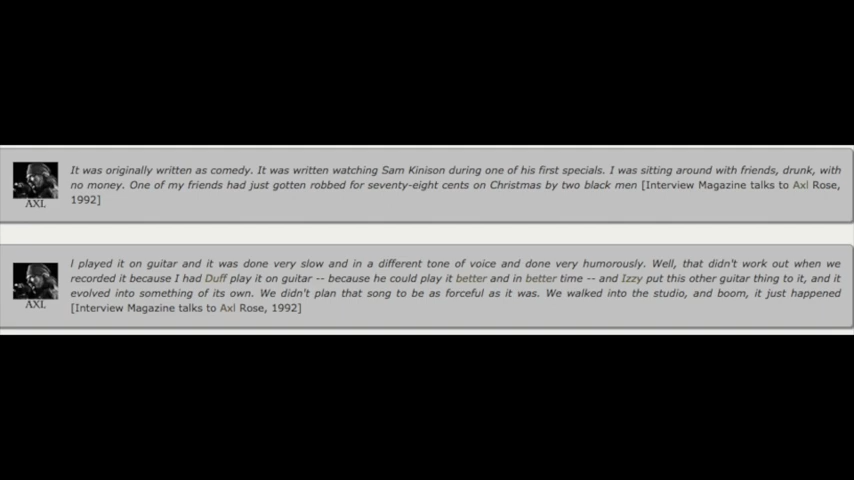 It was originally written as comedy. It was written watching Sam Kinison during one of his first specials. I was sitting around with friends, drunk, with
no money. One of my friends had just gotten robbed for seventy-eight cents on Christmas by two black men [Interview Magazine talks to Axl Rose,
1992]
AXL
I played it on guitar and it was done very slow and in a different tone of voice and done very humorously. Well, that didn't work out when we
recorded it because I had Duff play it on guitar -- because he could play it better and in better time -- and Izzy put this other guitar thing to it, and it
evolved into something of its own. We didn't plan that song to be as forceful as it was. We walked into the studio, and boom, it just happened
[Interview Magazine talks to Axl Rose, 1992]
AXL